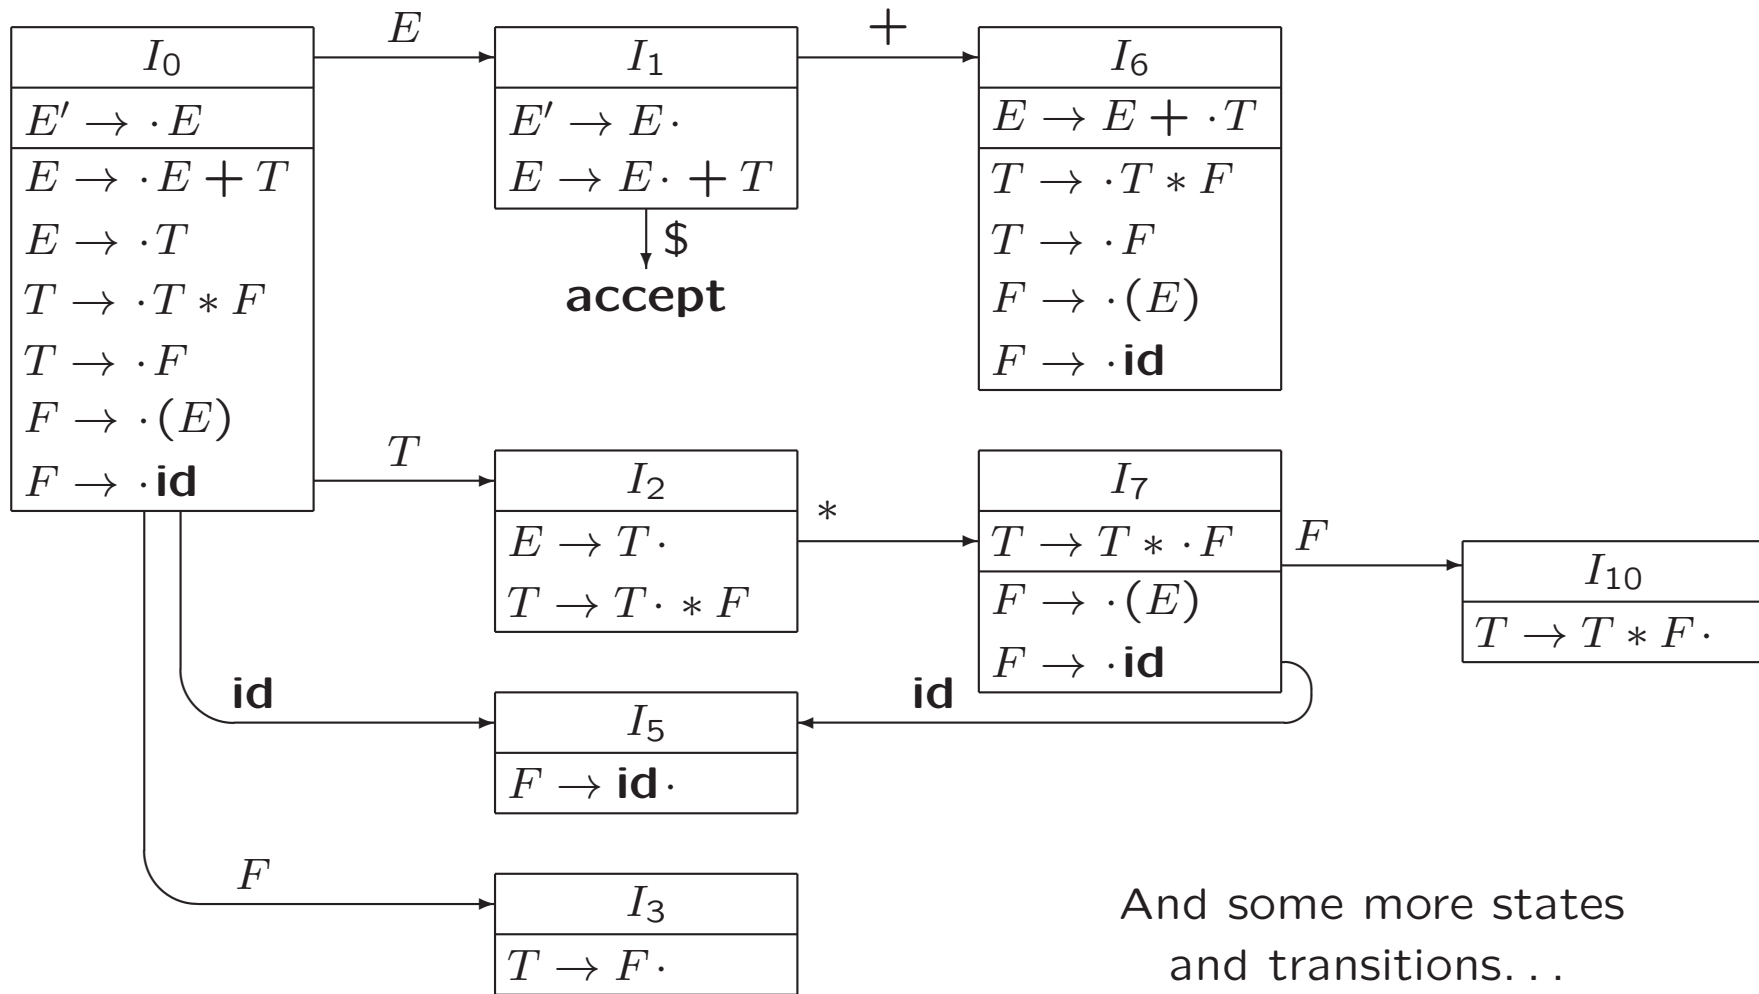 I₀
E′ → ·E
E → ·E + T
E → ·T
T → ·T ∗ F
T → ·F
F → ·(E)
F → ·id
E
I₁
E′ → E·
E → E· + T
$
accept
+
I₆
E → E + ·T
T → ·T ∗ F
T → ·F
F → ·(E)
F → ·id
T
I₂
E → T·
T → T· ∗ F
∗
I₇
T → T ∗ ·F
F → ·(E)
F → ·id
F
I₁₀
T → T ∗ F·
id
I₅
F → id·
id
F
I₃
T → F·
And some more states
and transitions...